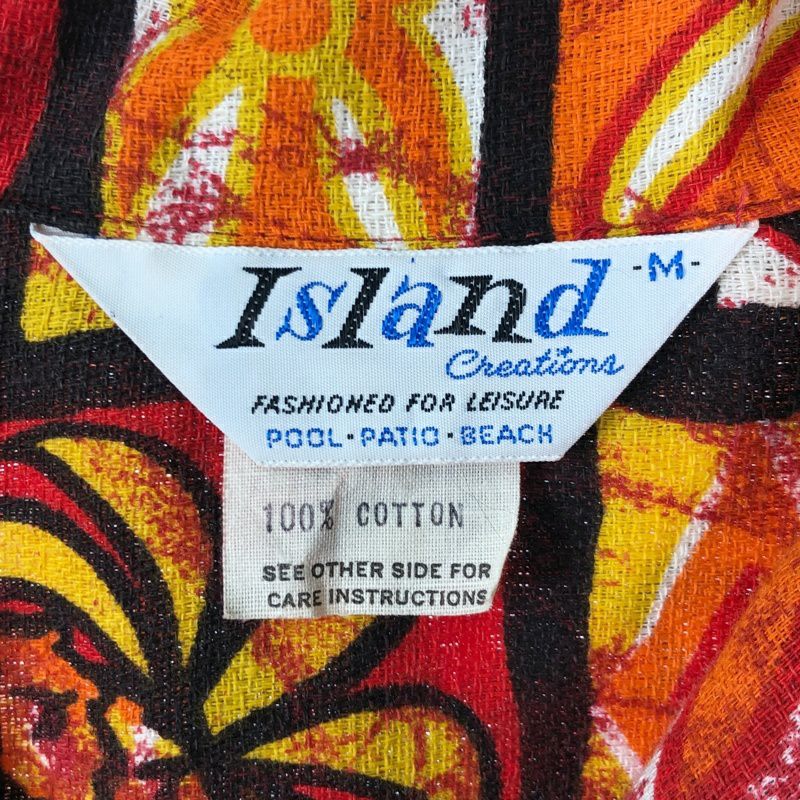 Island
-M-
Creations
FASHIONED FOR LEISURE
POOL·PATIO·BEACH
100% COTTON
SEE OTHER SIDE FOR
CARE INSTRUCTIONS